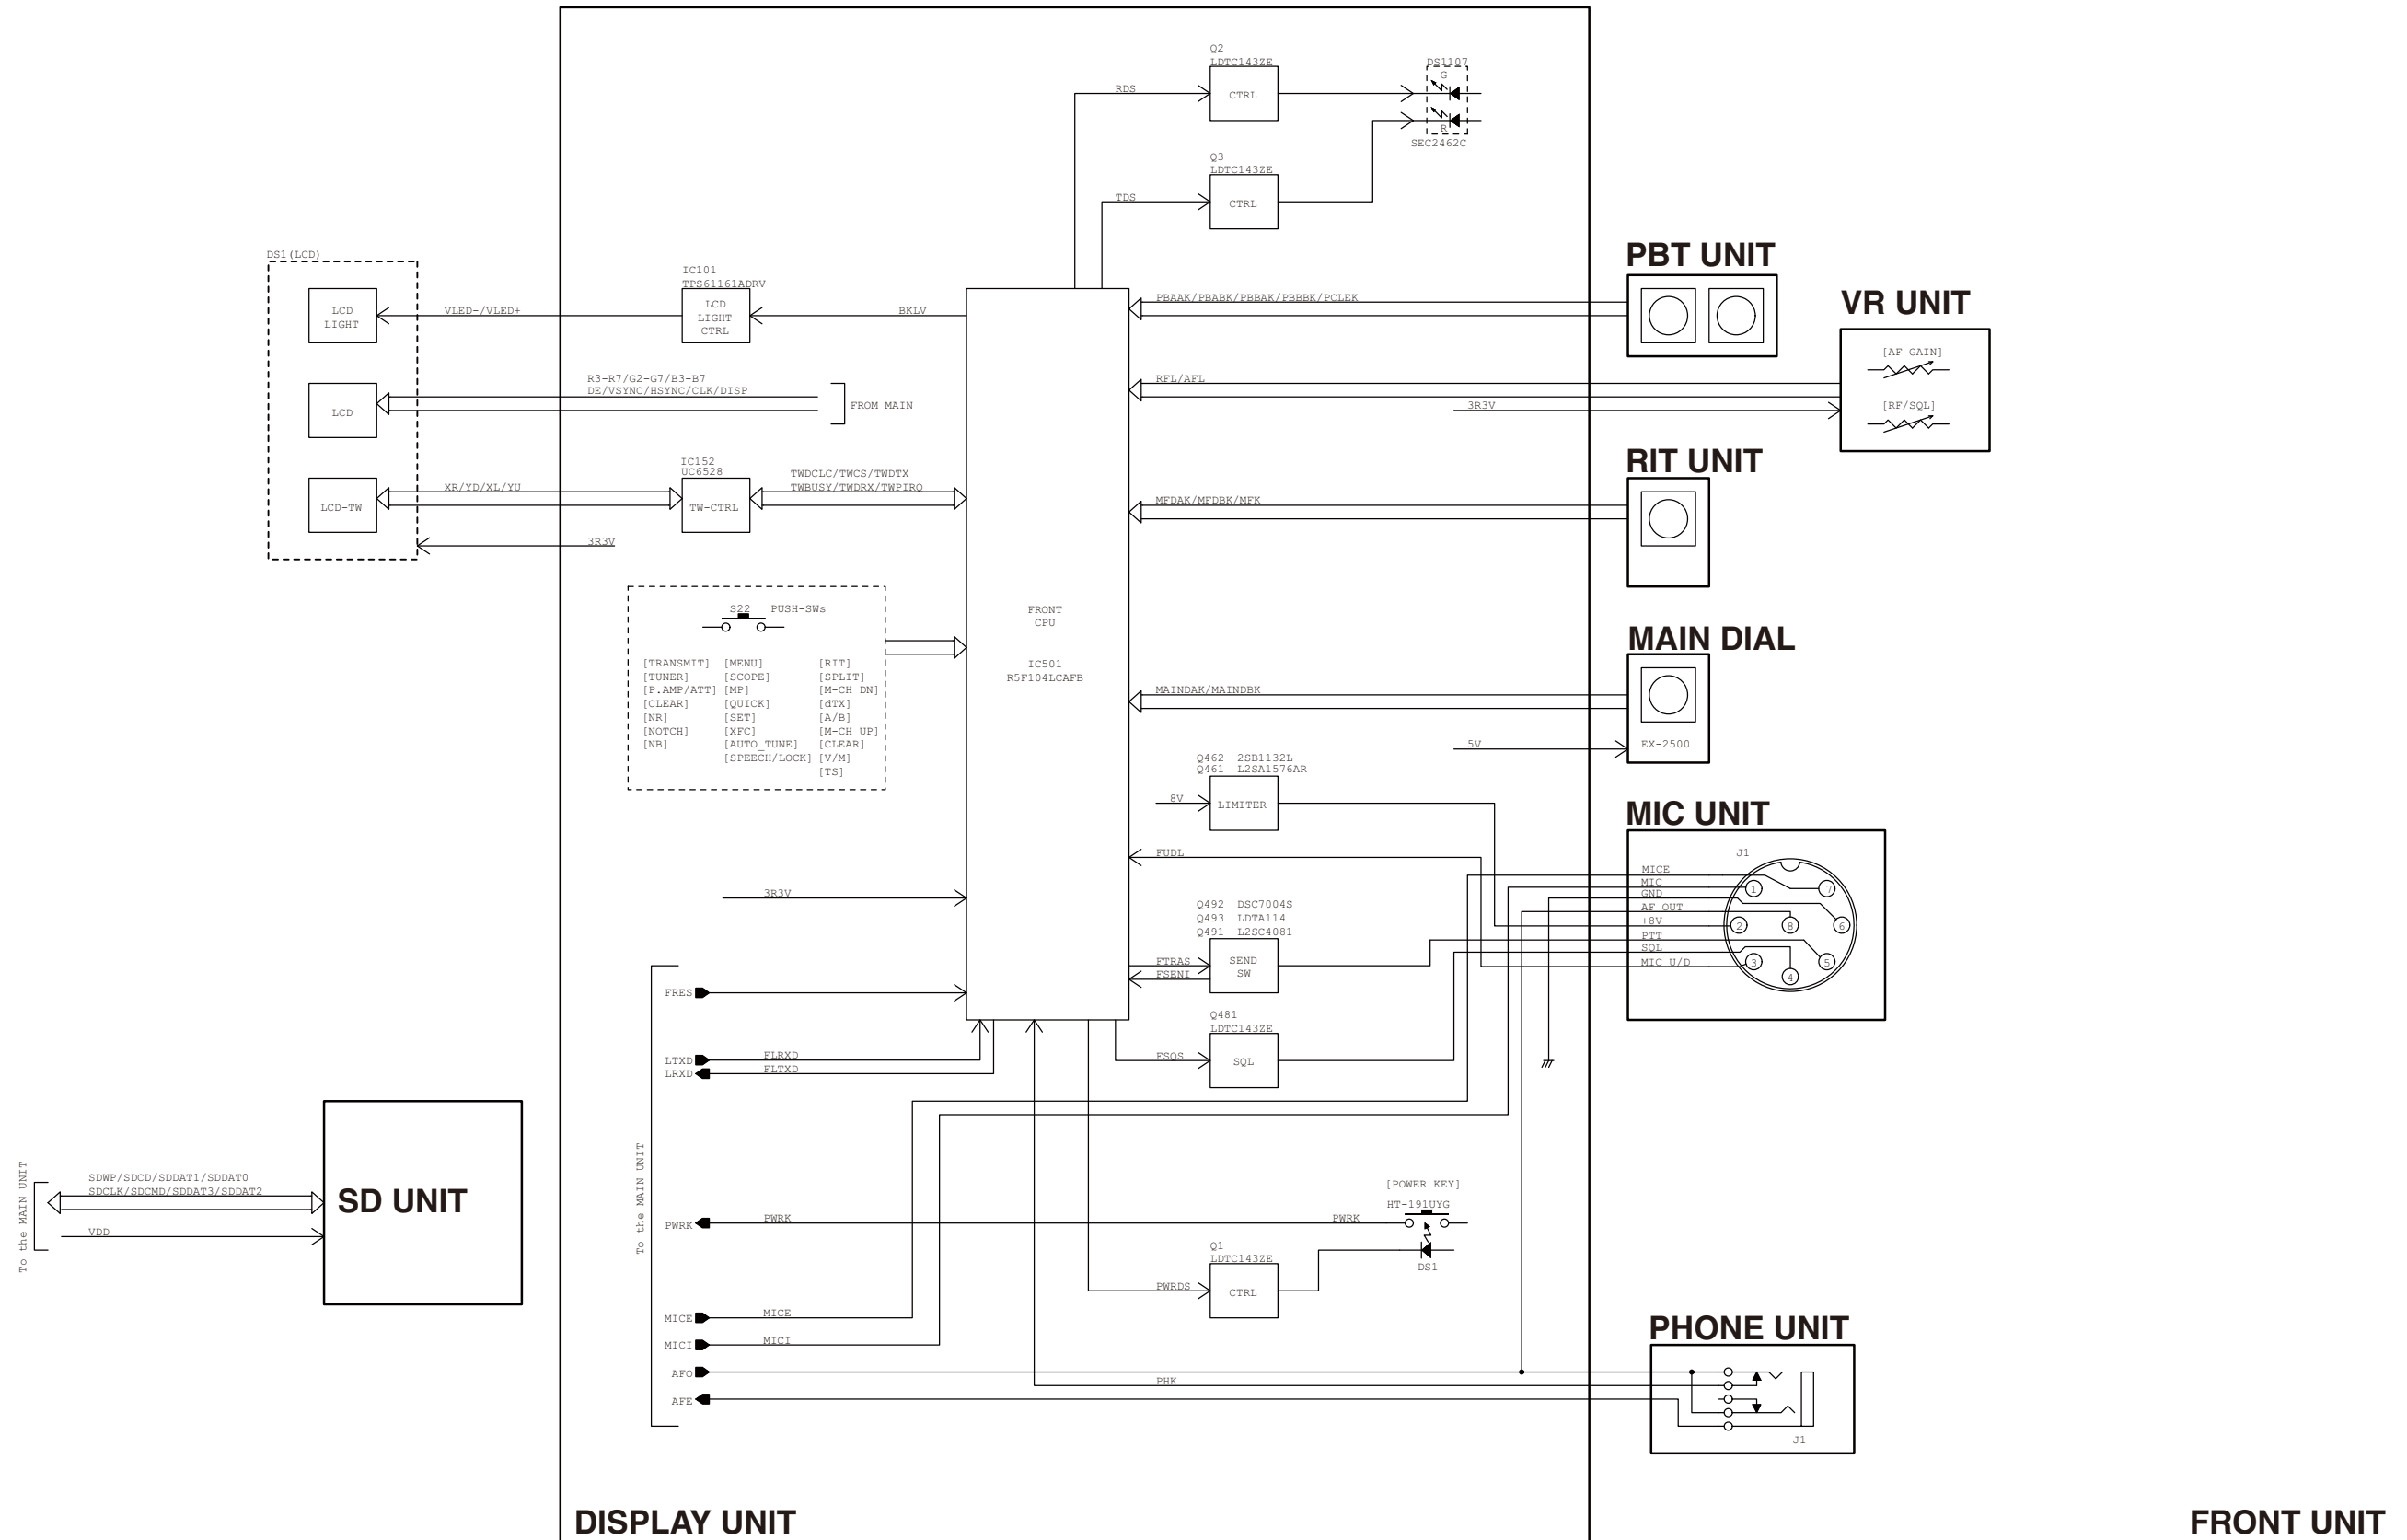 Q2
LDTC143ZE
CTRL
RDS
DS1107
G
R
SEC2462C
Q3
LDTC143ZE
CTRL
TDS
DS1(LCD)
LCD
LIGHT
VLED-/VLED+
IC101
TPS61161ADRV
LCD
LIGHT
CTRL
BKLV
LCD
R3-R7/G2-G7/B3-B7
DE/VSYNC/HSYNC/CLK/DISP
FROM MAIN
LCD-TW
XR/YD/XL/YU
IC152
UC6528
TW-CTRL
TWDCLC/TWCS/TWDTX
TWBUSY/TWDRX/TWPIRQ
3R3V
S22 PUSH-SWs
[TRANSMIT] [MENU] [RIT]
[TUNER] [SCOPE] [SPLIT]
[P.AMP/ATT] [MP] [M-CH DN]
[CLEAR] [QUICK] [dTX]
[NR] [SET] [A/B]
[NOTCH] [XFC] [M-CH UP]
[NB] [AUTO_TUNE] [CLEAR]
[SPEECH/LOCK] [V/M]
[TS]
FRONT
CPU
IC501
R5F104LCAFB
PBT UNIT
PBAAK/PBABK/PBBAK/PBBBK/PCLEK
VR UNIT
[AF GAIN]
[RF/SQL]
RFL/AFL
3R3V
RIT UNIT
MFDAK/MFDBK/MFK
MAIN DIAL
MAINDAK/MAINDBK
EX-2500
5V
Q462 2SB1132L
Q461 L2SA1576AR
8V
LIMITER
FUDL
MIC UNIT
J1
MICE
MIC
GND
AF OUT
+8V
PTT
SQL
MIC U/D
1
7
2
8
6
3
4
5
3R3V
Q492 DSC7004S
Q493 LDTA114
Q491 L2SC4081
FTRAS
FSENI
SEND
SW
Q481
LDTC143ZE
FSQS
SQL
FRES
LTXD
FLRXD
LRXD
FLTXD
To the MAIN UNIT
PWRK
PWRK
PWRK
[POWER KEY]
HT-191UYG
DS1
Q1
LDTC143ZE
PWRDS
CTRL
MICE
MICE
MICI
MICI
AFO
PHK
AFE
PHONE UNIT
J1
To the MAIN UNIT
SDWP/SDCD/SDDAT1/SDDAT0
SDCLK/SDCMD/SDDAT3/SDDAT2
VDD
SD UNIT
DISPLAY UNIT
FRONT UNIT